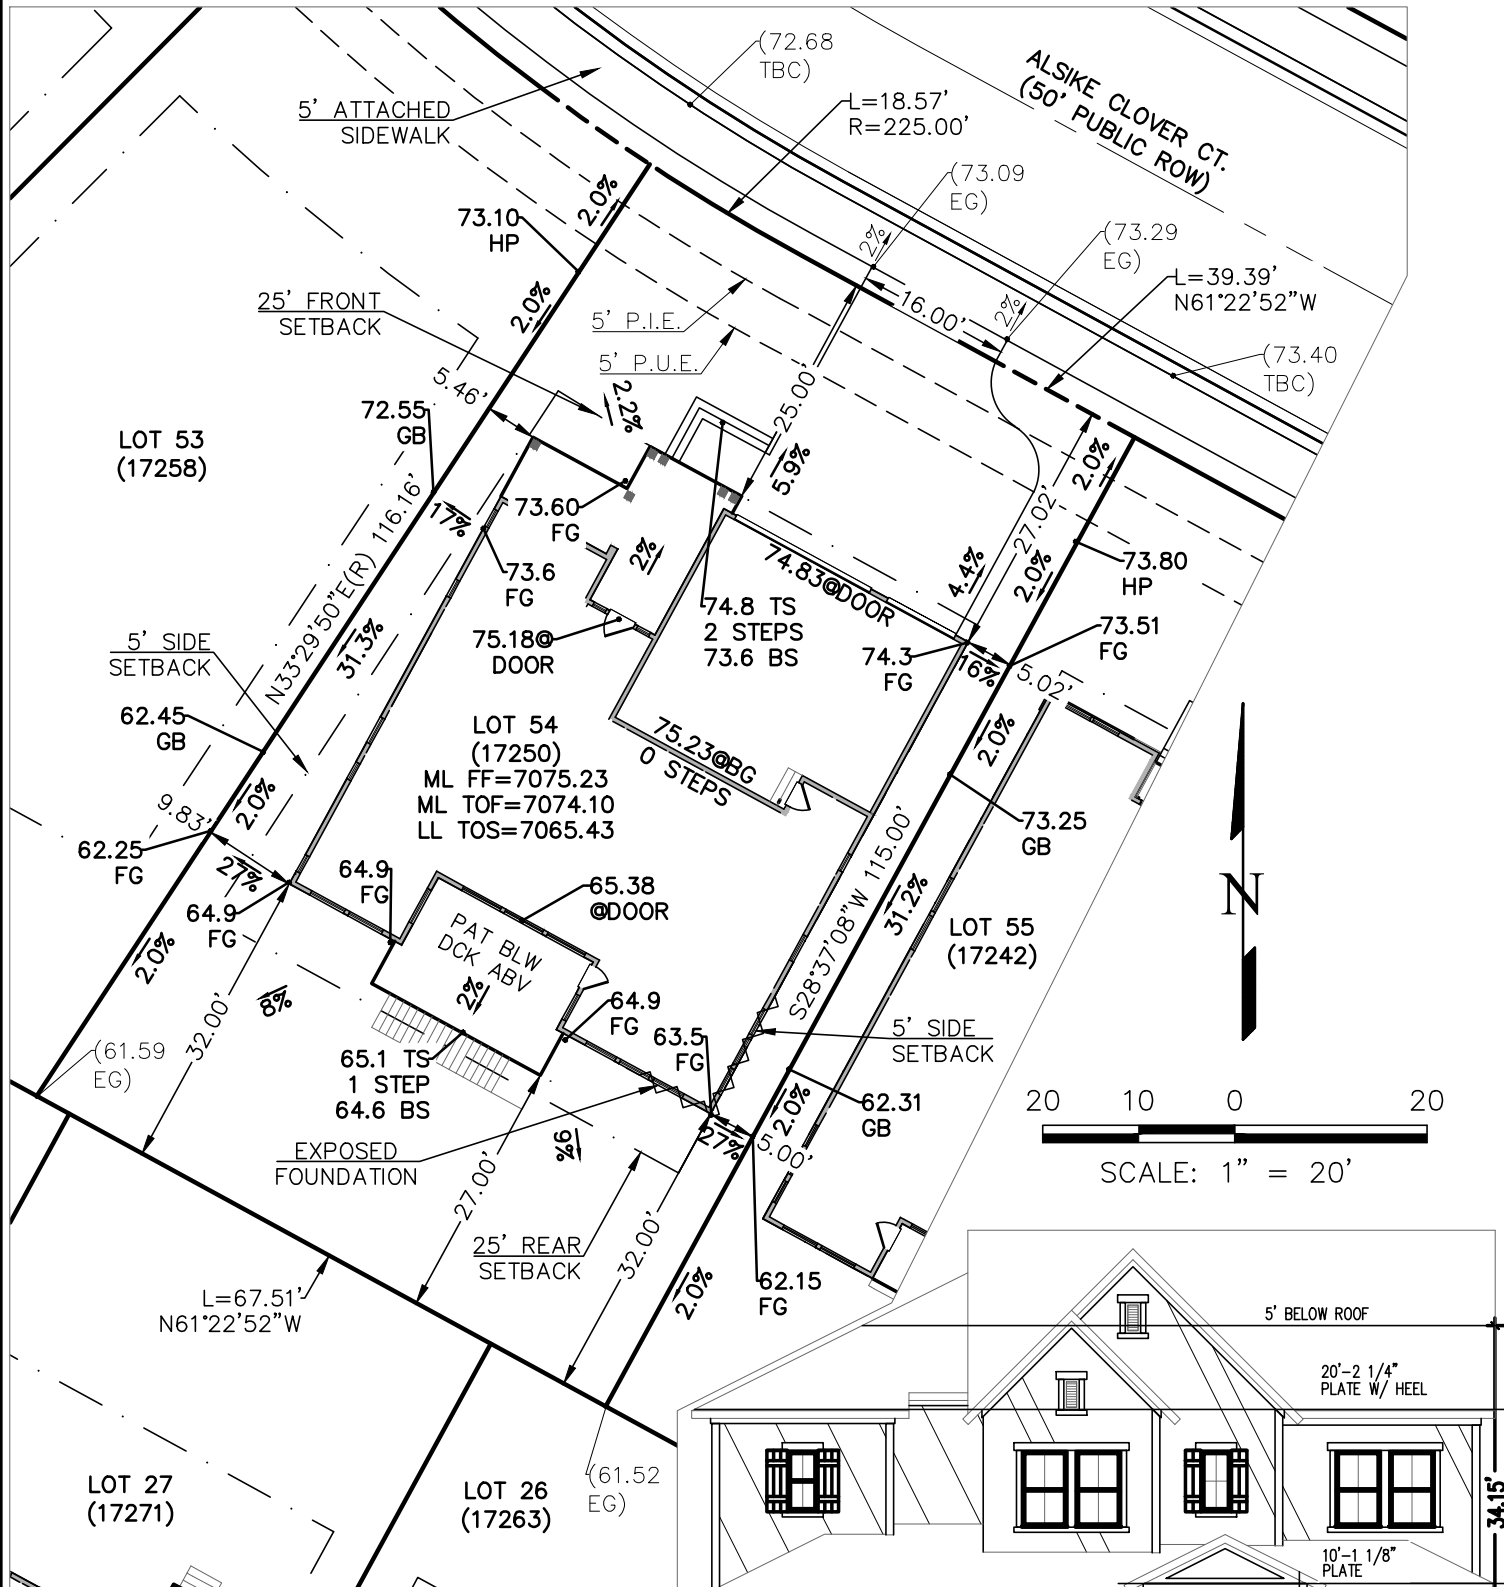 (72.68
TBC)
ALSIKE CLOVER CT.
(50' PUBLIC ROW)
5' ATTACHED
SIDEWALK
L=18.57'
R=225.00'
(73.09
EG)
2.0%
73.10
HP
2%
(73.29
EG)
L=39.39'
N61°22'52"W
25' FRONT
SETBACK
2.0%
5' P.I.E.
5' P.U.E.
16.00'
2%
(73.40
TBC)
5.46'
2.2%
25.00'
72.55
GB
LOT 53
(17258)
5.9%
2.0%
17%
73.60
FG
27.02'
N33°29'50"E(R) 116.16'
2%
74.83@DOOR
4.4%
2.0%
73.80
HP
73.6
FG
74.8 TS
2 STEPS
73.6 BS
75.18@
DOOR
73.51
FG
74.3
FG
16%
5.02'
5' SIDE
SETBACK
31.3%
62.45
GB
LOT 54
(17250)
ML FF=7075.23
ML TOF=7074.10
LL TOS=7065.43
75.23@BG
0 STEPS
2.0%
2.0%
9.83'
62.25
FG
27%
73.25
GB
64.9
FG
64.9
FG
65.38
@DOOR
S28°37'08"W 115.00'
31.2%
LOT 55
(17242)
N
PAT BLW
DCK ABV
2%
2.0%
8%
64.9
FG
63.5
FG
5' SIDE
SETBACK
(61.59
EG)
32.00'
65.1 TS
1 STEP
64.6 BS
62.31
GB
2.0%
20 10 0 20
SCALE: 1" = 20'
EXPOSED
FOUNDATION
9%
27%
5.00'
27.00'
25' REAR
SETBACK
32.00'
2.0%
62.15
FG
L=67.51'
N61°22'52"W
5' BELOW ROOF
20'-2 1/4"
PLATE W/ HEEL
LOT 27
(17271)
LOT 26
(17263)
(61.52
EG)
34.15'
10'-1 1/8"
PLATE